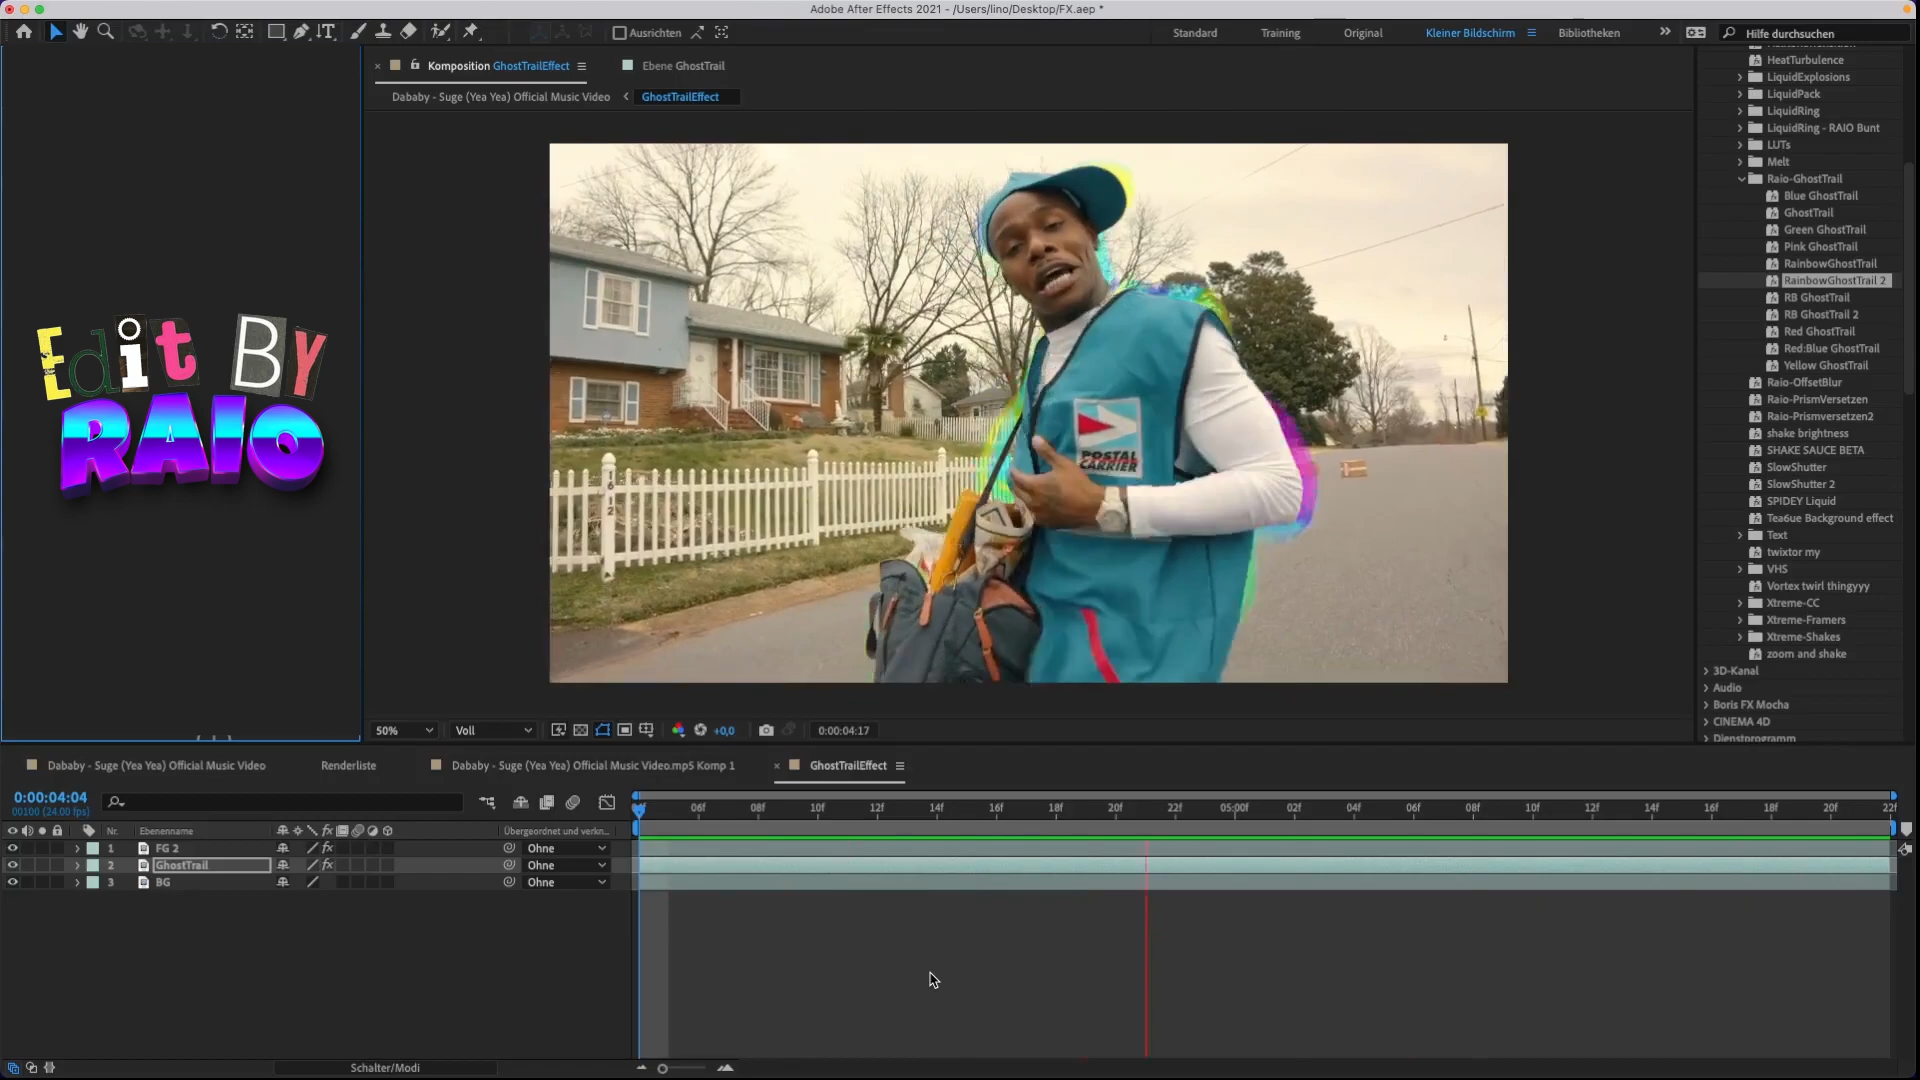 Adobe After Effects 2021 - /Users/lino/Desktop/FX.aep *
Ausrichten
Standard
Training
Original
Kleiner Bildschirm
Bibliotheken
Hilfe durchsuchen
Komposition GhostTrailEffect
Ebene GhostTrail
Dababy - Suge (Yea Yea) Official Music Video
GhostTrailEffect
HeatTurbulence
LiquidExplosions
LiquidPack
LiquidRing
LiquidRing - RAIO Bunt
LUTs
Melt
Raio-GhostTrail
Blue GhostTrail
GhostTrail
Green GhostTrail
Pink GhostTrail
RainbowGhostTrail
RainbowGhostTrail 2
RB GhostTrail
RB GhostTrail 2
Red GhostTrail
Red:Blue GhostTrail
Yellow GhostTrail
Raio-OffsetBlur
Raio-PrismVersetzen
Raio-Prismversetzen2
shake brightness
SHAKE SAUCE BETA
SlowShutter
SlowShutter 2
SPIDEY Liquid
Tea6ue Background effect
Text
twixtor my
VHS
Vortex twirl thingyyy
Xtreme-CC
Xtreme-Framers
Xtreme-Shakes
zoom and shake
3D-Kanal
Audio
Boris FX Mocha
CINEMA 4D
Dienstprogramm
Edit By
RAIO
POSTAL
CARRIER
1
6
2
50%
Voll
+0,0
0:00:04:17
Dababy - Suge (Yea Yea) Official Music Video
Renderliste
Dababy - Suge (Yea Yea) Official Music Video.mp5 Komp 1
GhostTrailEffect
0:00:04:04
00100 (24.00 fps)
06f 08f 10f 12f 14f 16f 18f 20f 22f 05:00f 02f 04f 06f 08f 10f 12f 14f 16f 18f 20f 22f
Nr. Ebenenname fx Übergeordnet und verkn...
1 FG 2 fx Ohne
2 GhostTrail fx Ohne
3 BG Ohne
Schalter/Modi